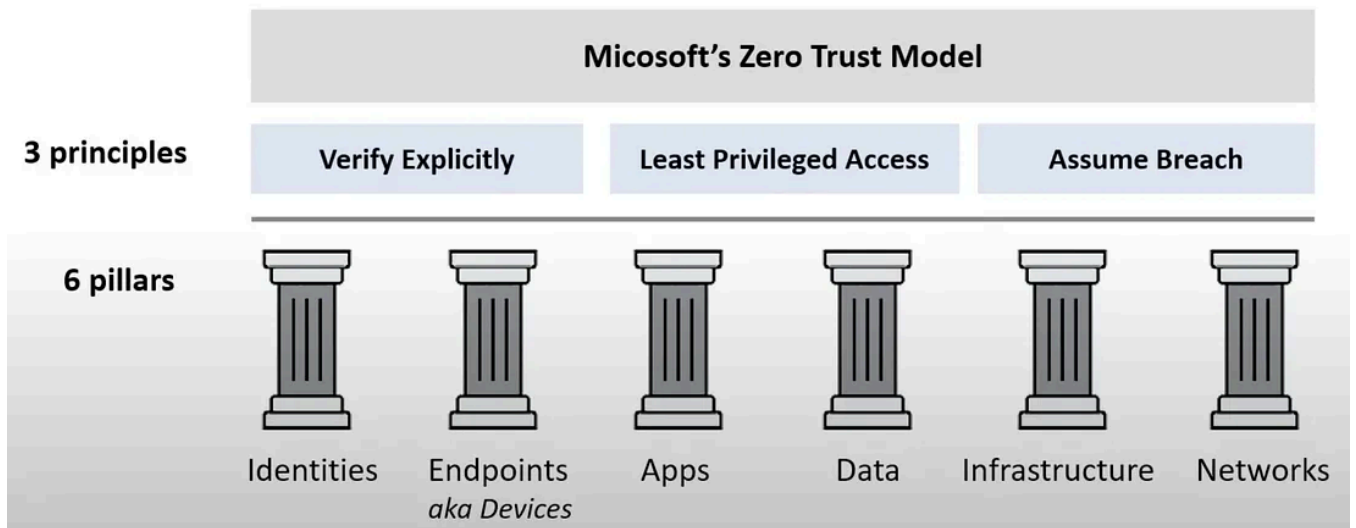 Micosoft's Zero Trust Model
3 principles
Verify Explicitly
Least Privileged Access
Assume Breach
6 pillars
Identities
Endpoints
aka Devices
Apps
Data
Infrastructure
Networks